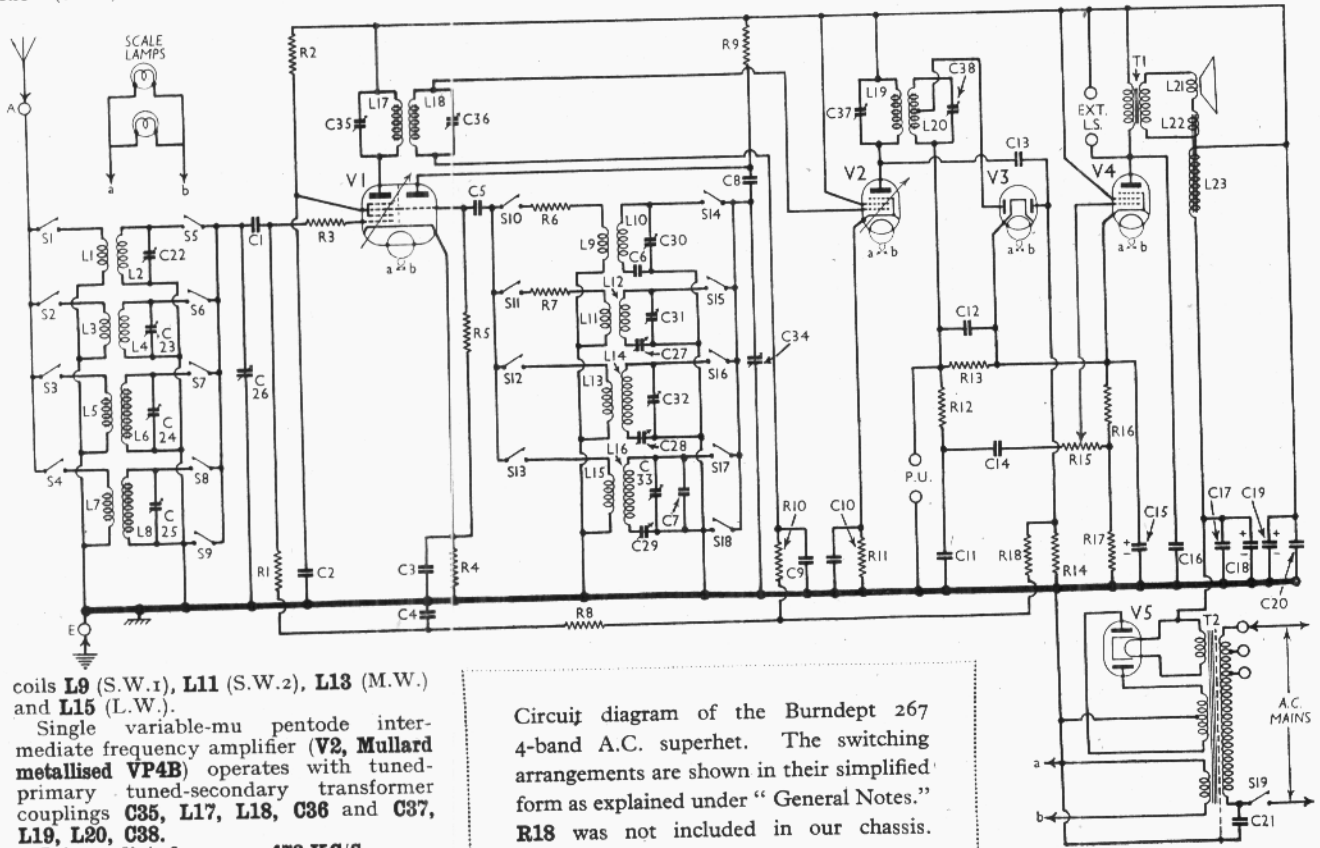 SCALE
LAMPS
A
a
b
R2
R9
C35
L17
L18
C36
V1
C5
C8
S1
S5
C1
R3
L1
L2
C22
S2
S6
L3
L4
C
23
S3
S7
L5
L6
C
24
C
26
S4
S8
L7
L8
C
25
S9
R1
C2
C3
R4
C4
R5
R8
E
a
b
S10
R6
L9
L10
C30
S14
C6
S11
R7
L12
L11
C31
S15
C27
S12
L14
L13
C32
S16
C28
C34
S13
L16
L15
C
33
S17
C7
C29
S18
C37
L19
L20
C38
V2
C13
V3
a
b
C12
R13
R12
P.U.
C14
R15
R10
C9
C10
R11
C11
R18
R14
EXT.
L.S.
T1
L21
L22
L23
V4
a
b
R16
R17
C15
+
–
C16
C17
C18
+
–
C19
+
–
C20
V5
T2
A.C.
MAINS
S19
C21
a
b
coils L9 (S.W.1), L11 (S.W.2), L13 (M.W.)
and L15 (L.W.).
Single variable-mu pentode inter-
mediate frequency amplifier (V2, Mullard
metallised VP4B) operates with tuned-
primary tuned-secondary transformer
couplings C35, L17, L18, C36 and C37,
L19, L20, C38.
Circuit diagram of the Burndept 267
4-band A.C. superhet. The switching
arrangements are shown in their simplified
form as explained under “ General Notes.”
R18 was not included in our chassis.